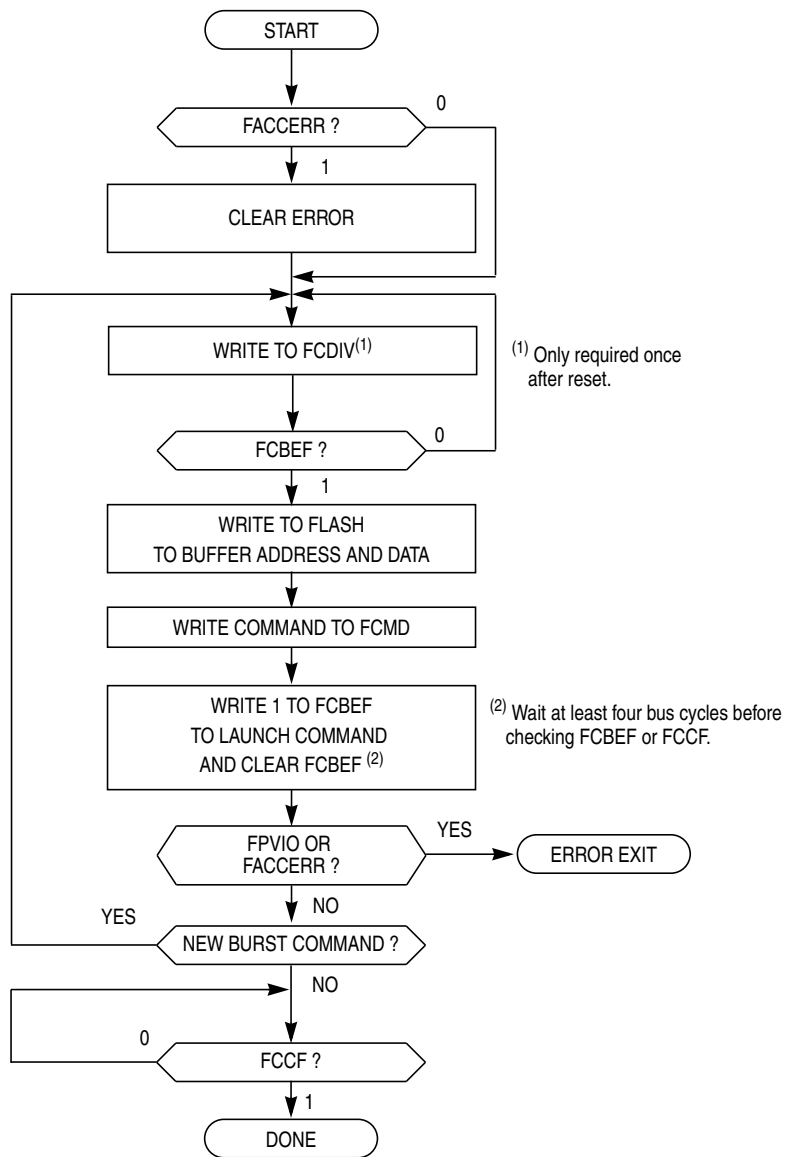 START
0
FACCERR ?
1
CLEAR ERROR
WRITE TO FCDIV(1)
(1) Only required once
after reset.
FCBEF ?
0
1
WRITE TO FLASH
TO BUFFER ADDRESS AND DATA
WRITE COMMAND TO FCMD
WRITE 1 TO FCBEF
TO LAUNCH COMMAND
AND CLEAR FCBEF (2)
(2) Wait at least four bus cycles before
checking FCBEF or FCCF.
FPVIO OR
FACCERR ?
YES
ERROR EXIT
NO
YES
NEW BURST COMMAND ?
NO
0
FCCF ?
1
DONE